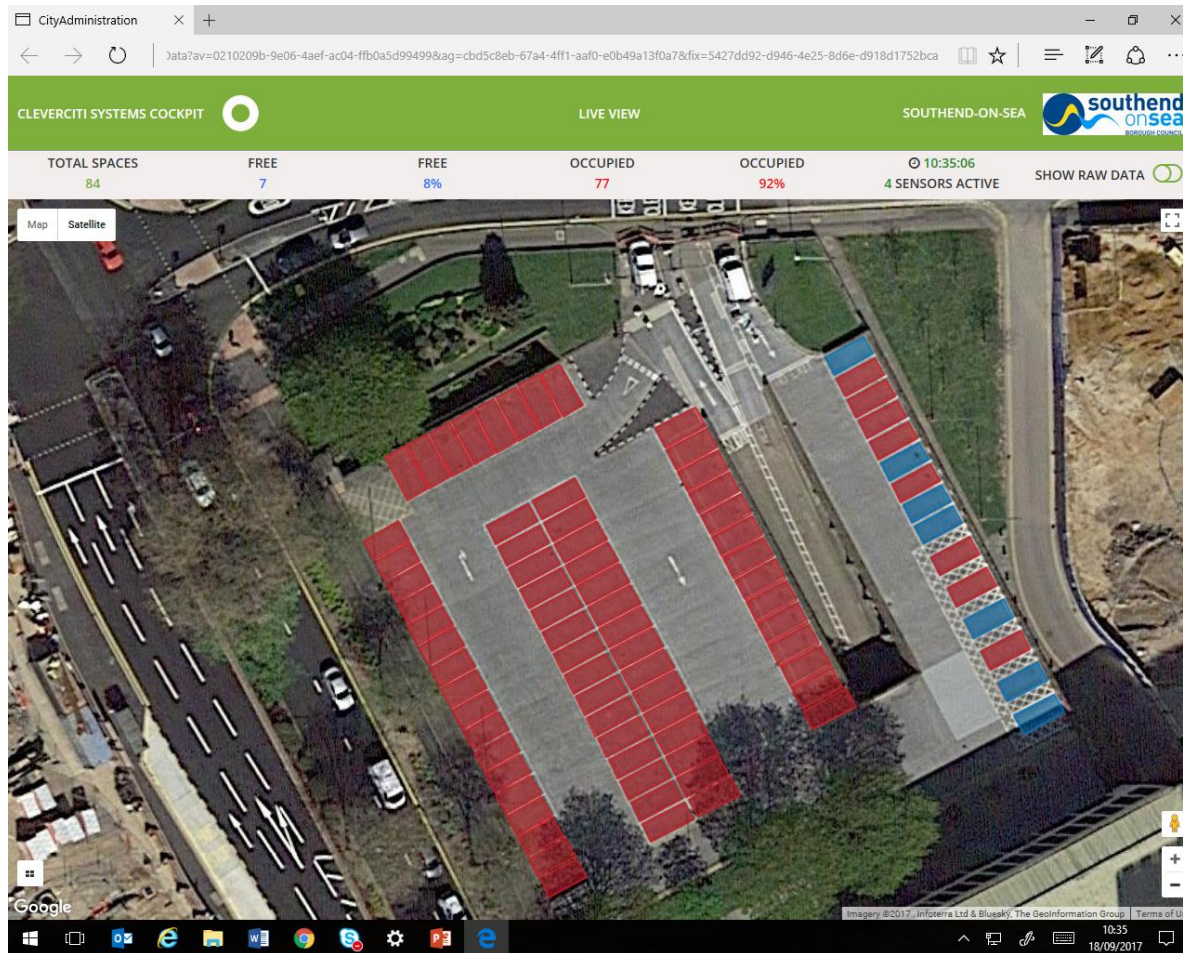 CityAdministration
Data?av=0210209b-9e06-4aef-ac04-ffb0a5d99499&ag=cbd5c8eb-67a4-4ff1-aaf0-e0b49a13f0a7&fix=5427dd92-d946-4e25-8d6e-d918d1752bca
CLEVERCITI SYSTEMS COCKPIT
LIVE VIEW
SOUTHEND-ON-SEA
southend
onsea
BOROUGH COUNCIL
TOTAL SPACES FREE FREE OCCUPIED OCCUPIED 10:35:06
84 7 8% 77 92% 4 SENSORS ACTIVE
SHOW RAW DATA
Map Satellite
Google
Imagery ©2017, Infoterra Ltd & Bluesky, The GeoInformation Group Terms of U
10:35
18/09/2017